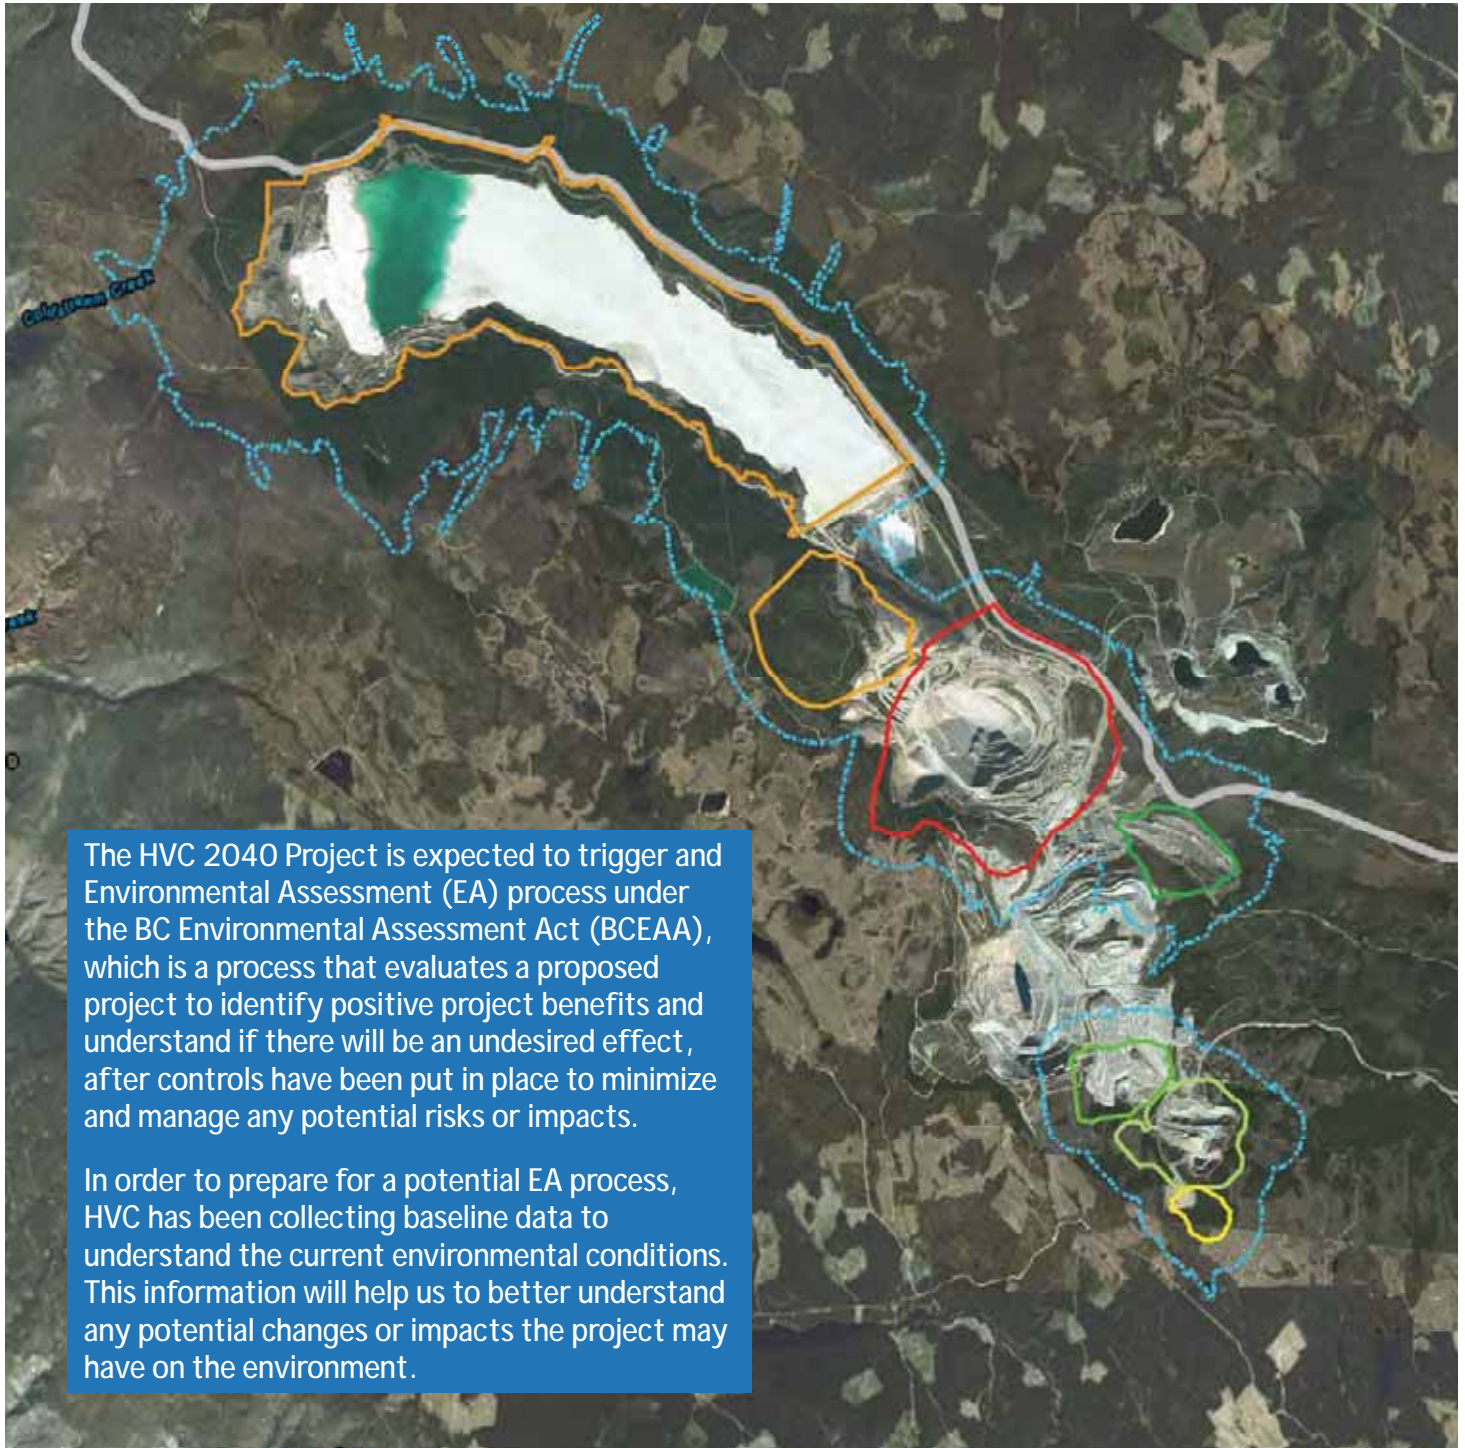 Creek
The HVC 2040 Project is expected to trigger and
Environmental Assessment (EA) process under
the BC Environmental Assessment Act (BCEAA),
which is a process that evaluates a proposed
project to identify positive project benefits and
understand if there will be an undesired effect,
after controls have been put in place to minimize
and manage any potential risks or impacts.
In order to prepare for a potential EA process,
HVC has been collecting baseline data to
understand the current environmental conditions.
This information will help us to better understand
any potential changes or impacts the project may
have on the environment.